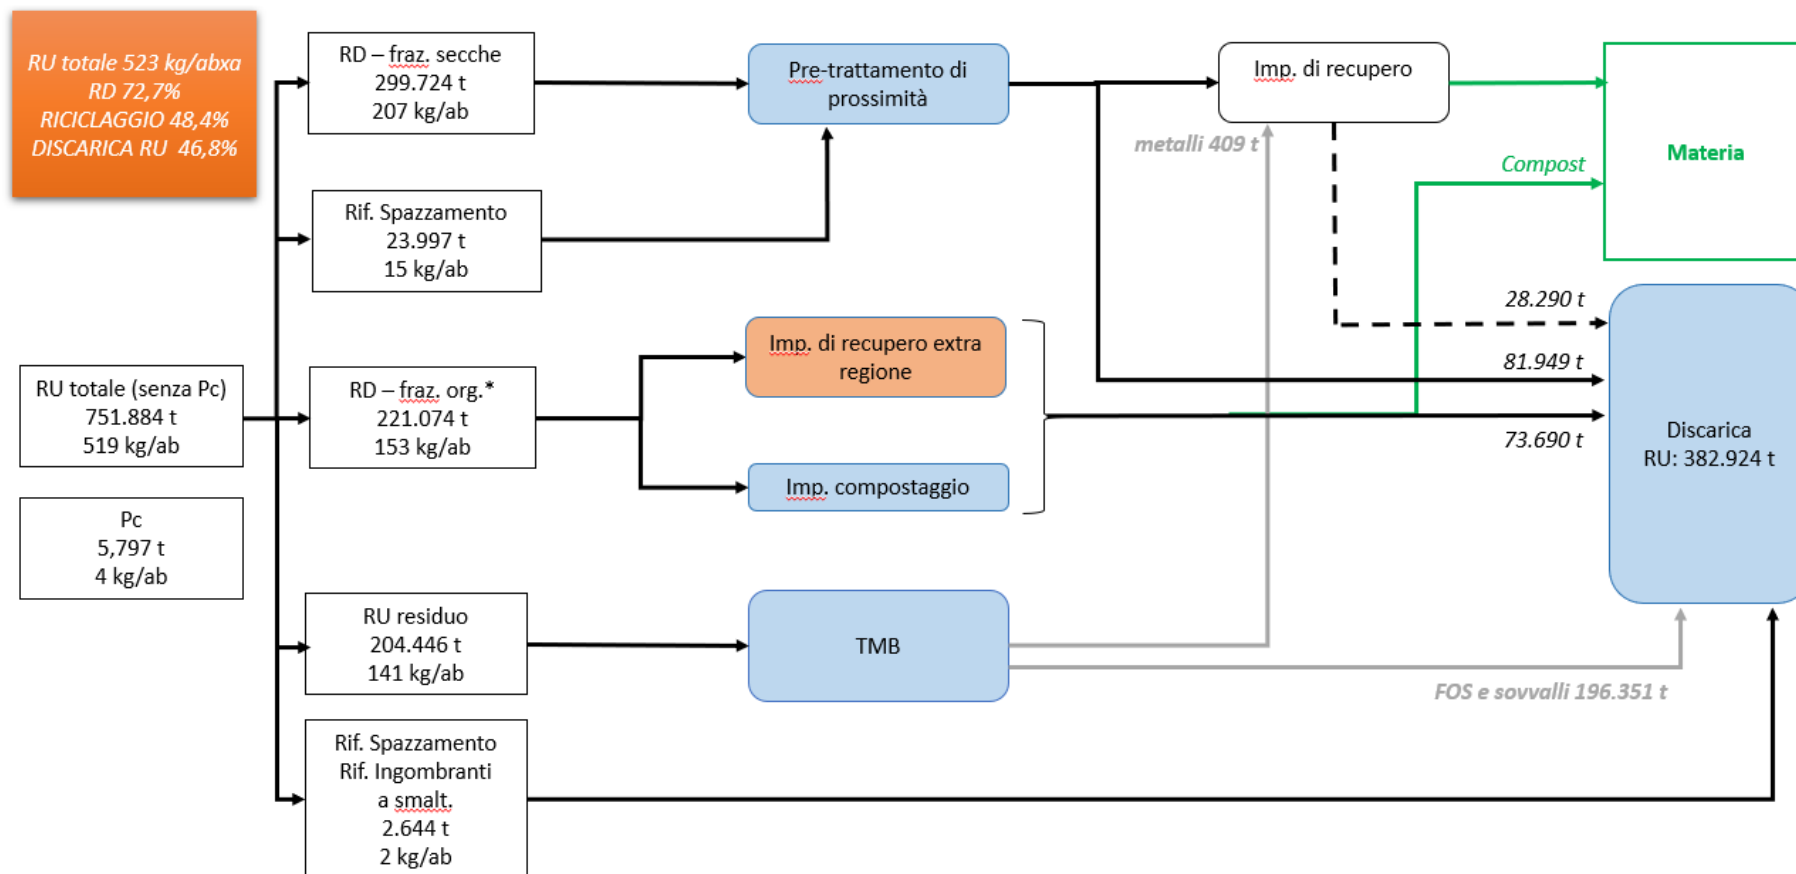 RU totale 523 kg/abxa
RD 72,7%
RICICLAGGIO 48,4%
DISCARICA RU 46,8%
RD – fraz. secche
299.724 t
207 kg/ab
Pre-trattamento di
prossimità
Imp. di recupero
metalli 409 t
Materia
Compost
Rif. Spazzamento
23.997 t
15 kg/ab
28.290 t
Imp. di recupero extra
regione
81.949 t
RU totale (senza Pc)
751.884 t
519 kg/ab
RD – fraz. org.*
221.074 t
153 kg/ab
73.690 t
Discarica
RU: 382.924 t
Imp. compostaggio
Pc
5,797 t
4 kg/ab
RU residuo
204.446 t
141 kg/ab
TMB
FOS e sovvalli 196.351 t
Rif. Spazzamento
Rif. Ingombranti
a smalt.
2.644 t
2 kg/ab